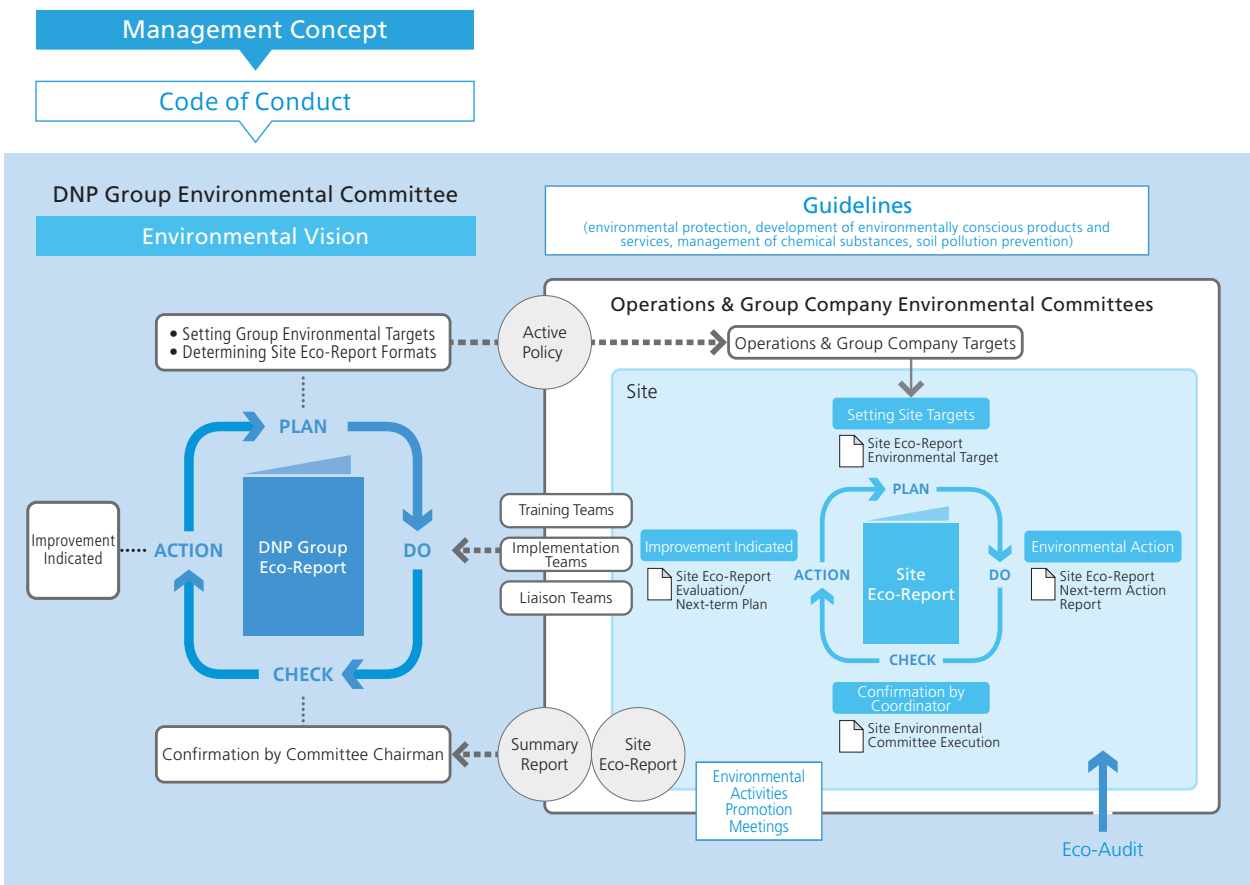 Management Concept
Code of Conduct
DNP Group Environmental Committee
Environmental Vision
Guidelines
(environmental protection, development of environmentally conscious products and
services, management of chemical substances, soil pollution prevention)
• Setting Group Environmental Targets
• Determining Site Eco-Report Formats
Active
Policy
Operations & Group Company Environmental Committees
Operations & Group Company Targets
PLAN
DO
CHECK
ACTION
DNP Group
Eco-Report
Improvement
Indicated
Training Teams
Implementation
Teams
Liaison Teams
Confirmation by Committee Chairman
Summary
Report
Site
Eco-Report
Site
Setting Site Targets
Site Eco-Report
Environmental Target
PLAN
DO
CHECK
ACTION
Site
Eco-Report
Improvement Indicated
Site Eco-Report
Evaluation/
Next-term Plan
Environmental Action
Site Eco-Report
Next-term Action
Report
Confirmation by
Coordinator
Site Environmental
Committee Execution
Environmental
Activities
Promotion
Meetings
Eco-Audit